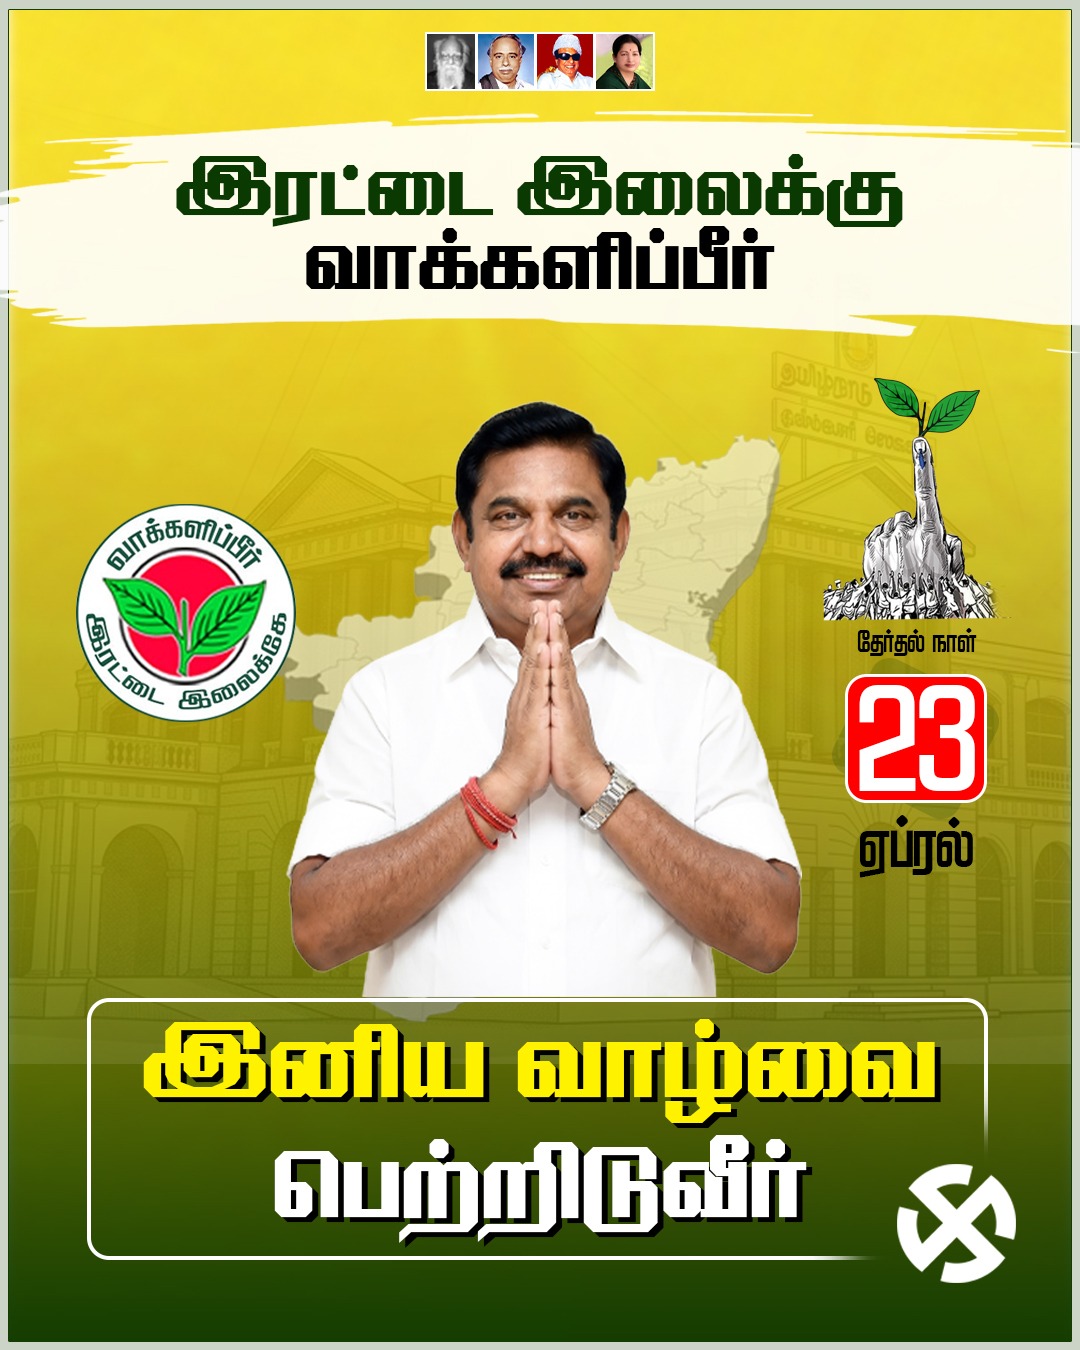 இரட்டை இலைக்கு
வாக்களிப்பீர்
வாக்களிப்பீர்
இரட்டை இலைக்கே
தேர்தல் நாள்
23
ஏப்ரல்
இனிய வாழ்வை
பெற்றிடுவீர்